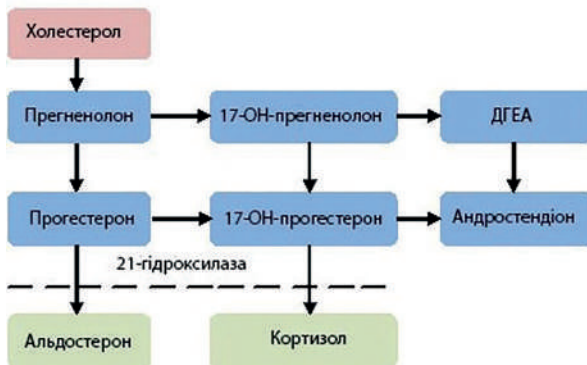 Холестерол
Прегненолон
17-ОН-прегненолон
ДГЕА
Прогестерон
17-ОН-прогестерон
Андростендіон
21-гідроксилаза
Альдостерон
Кортизол